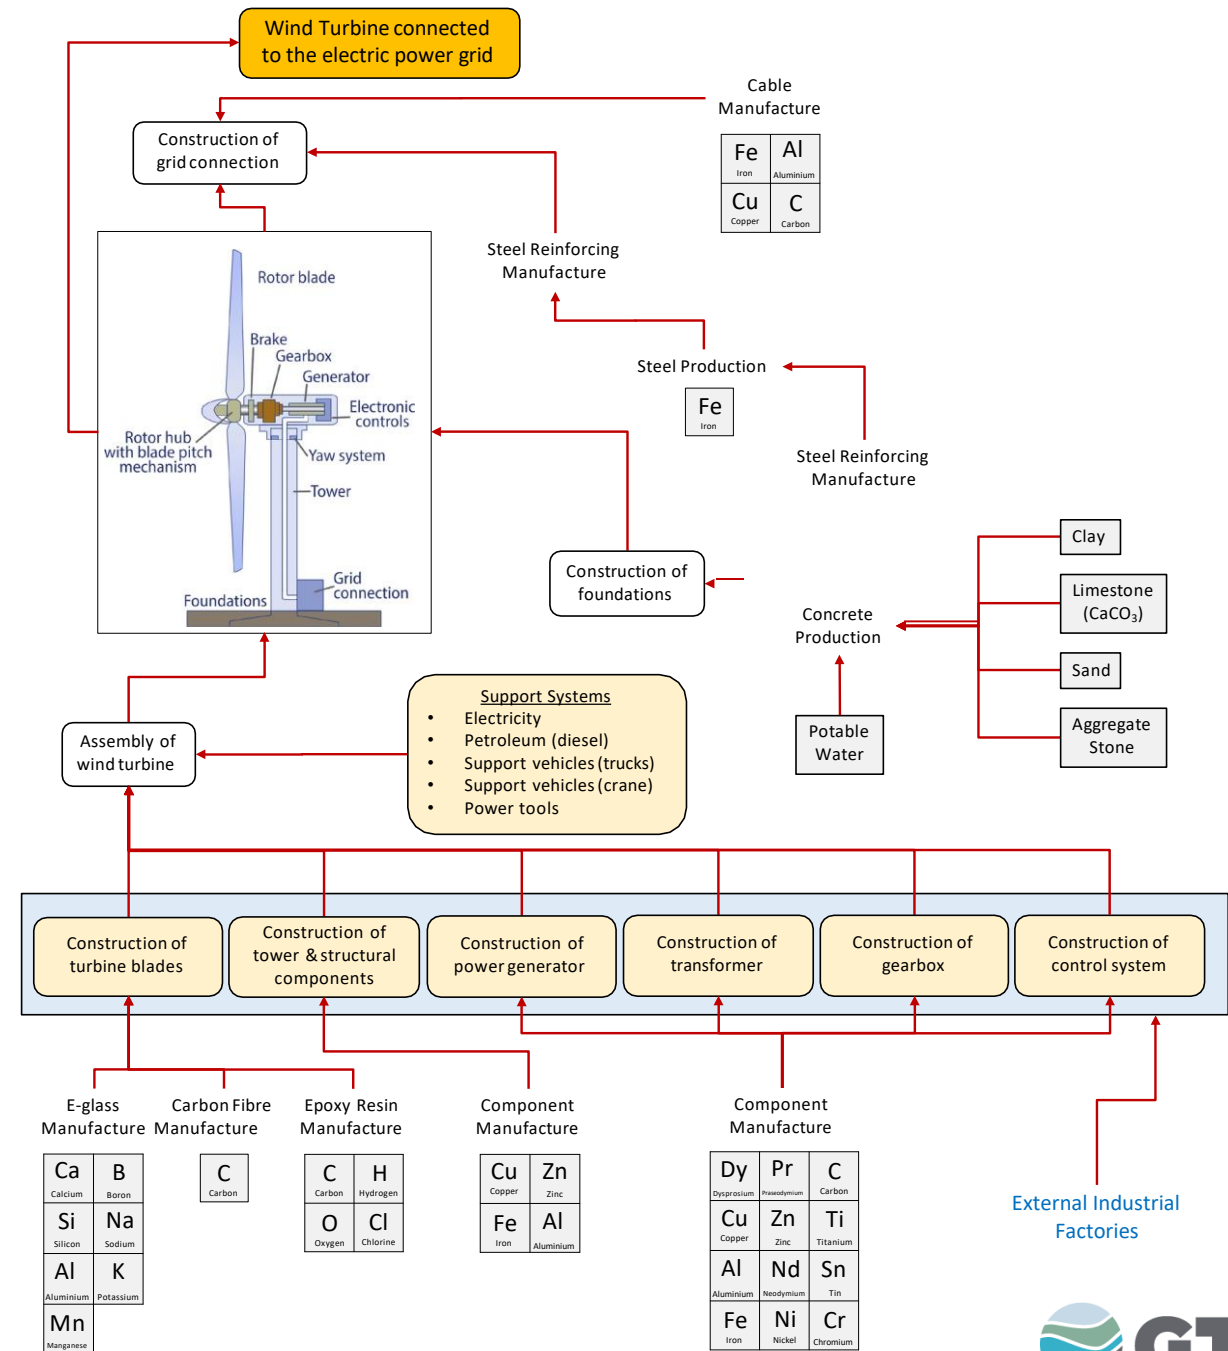 Wind Turbine connected
to the electric power grid
Cable
Manufacture
Fe
Iron
Al
Aluminium
Cu
Copper
C
Carbon
Construction of
grid connection
Steel Reinforcing
Manufacture
Rotor blade
Brake
Gearbox
Generator
Electronic
controls
Rotor hub
with blade pitch
mechanism
Yaw system
Tower
Grid
connection
Foundations
Steel Production
Fe
Iron
Steel Reinforcing
Manufacture
Construction of
foundations
Concrete
Production
Clay
Limestone
(CaCO₃)
Sand
Aggregate
Stone
Potable
Water
Assembly of
wind turbine
Support Systems
• Electricity
• Petroleum (diesel)
• Support vehicles (trucks)
• Support vehicles (crane)
• Power tools
Construction of
turbine blades
Construction of
tower & structural
components
Construction of
power generator
Construction of
transformer
Construction of
gearbox
Construction of
control system
E-glass
Manufacture
Carbon Fibre
Manufacture
Epoxy Resin
Manufacture
Component
Manufacture
Component
Manufacture
Ca
Calcium
B
Boron
Si
Silicon
Na
Sodium
Al
Aluminium
K
Potassium
Mn
Manganese
C
Carbon
C
Carbon
H
Hydrogen
O
Oxygen
Cl
Chlorine
Cu
Copper
Zn
Zinc
Fe
Iron
Al
Aluminium
Dy
Dysprosium
Pr
Praseodymium
C
Carbon
Cu
Copper
Zn
Zinc
Ti
Titanium
Al
Aluminium
Nd
Neodymium
Sn
Tin
Fe
Iron
Ni
Nickel
Cr
Chromium
External Industrial
Factories